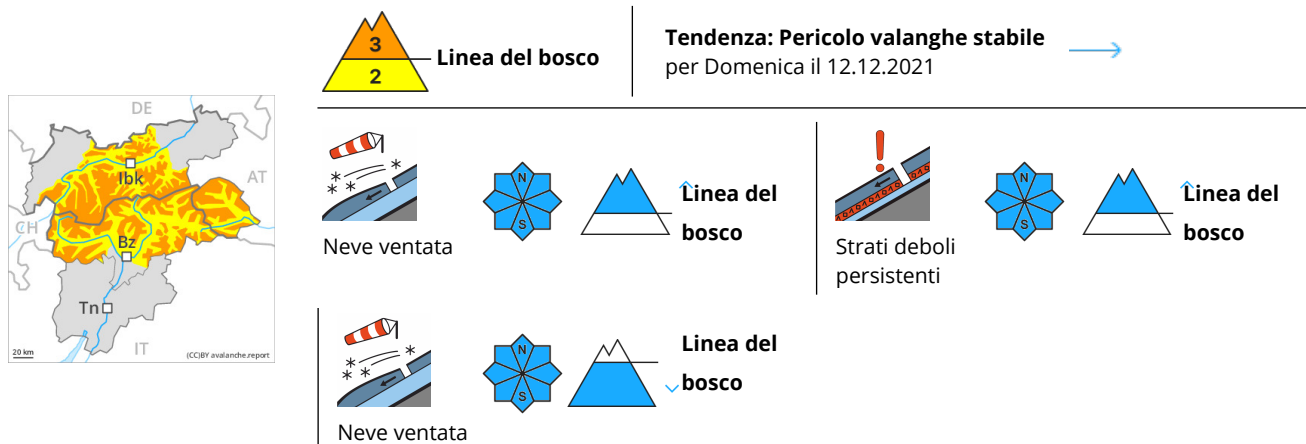 3
2
Linea del bosco
Tendenza: Pericolo valanghe stabile
per Domenica il 12.12.2021
DE
Ibk
AT
CH
Bz
Tn
IT
20 km
(CC)BY avalanche.report
N
S
Linea del
bosco
Neve ventata
N
S
Linea del
bosco
Strati deboli
persistenti
N
S
Linea del
bosco
Neve ventata